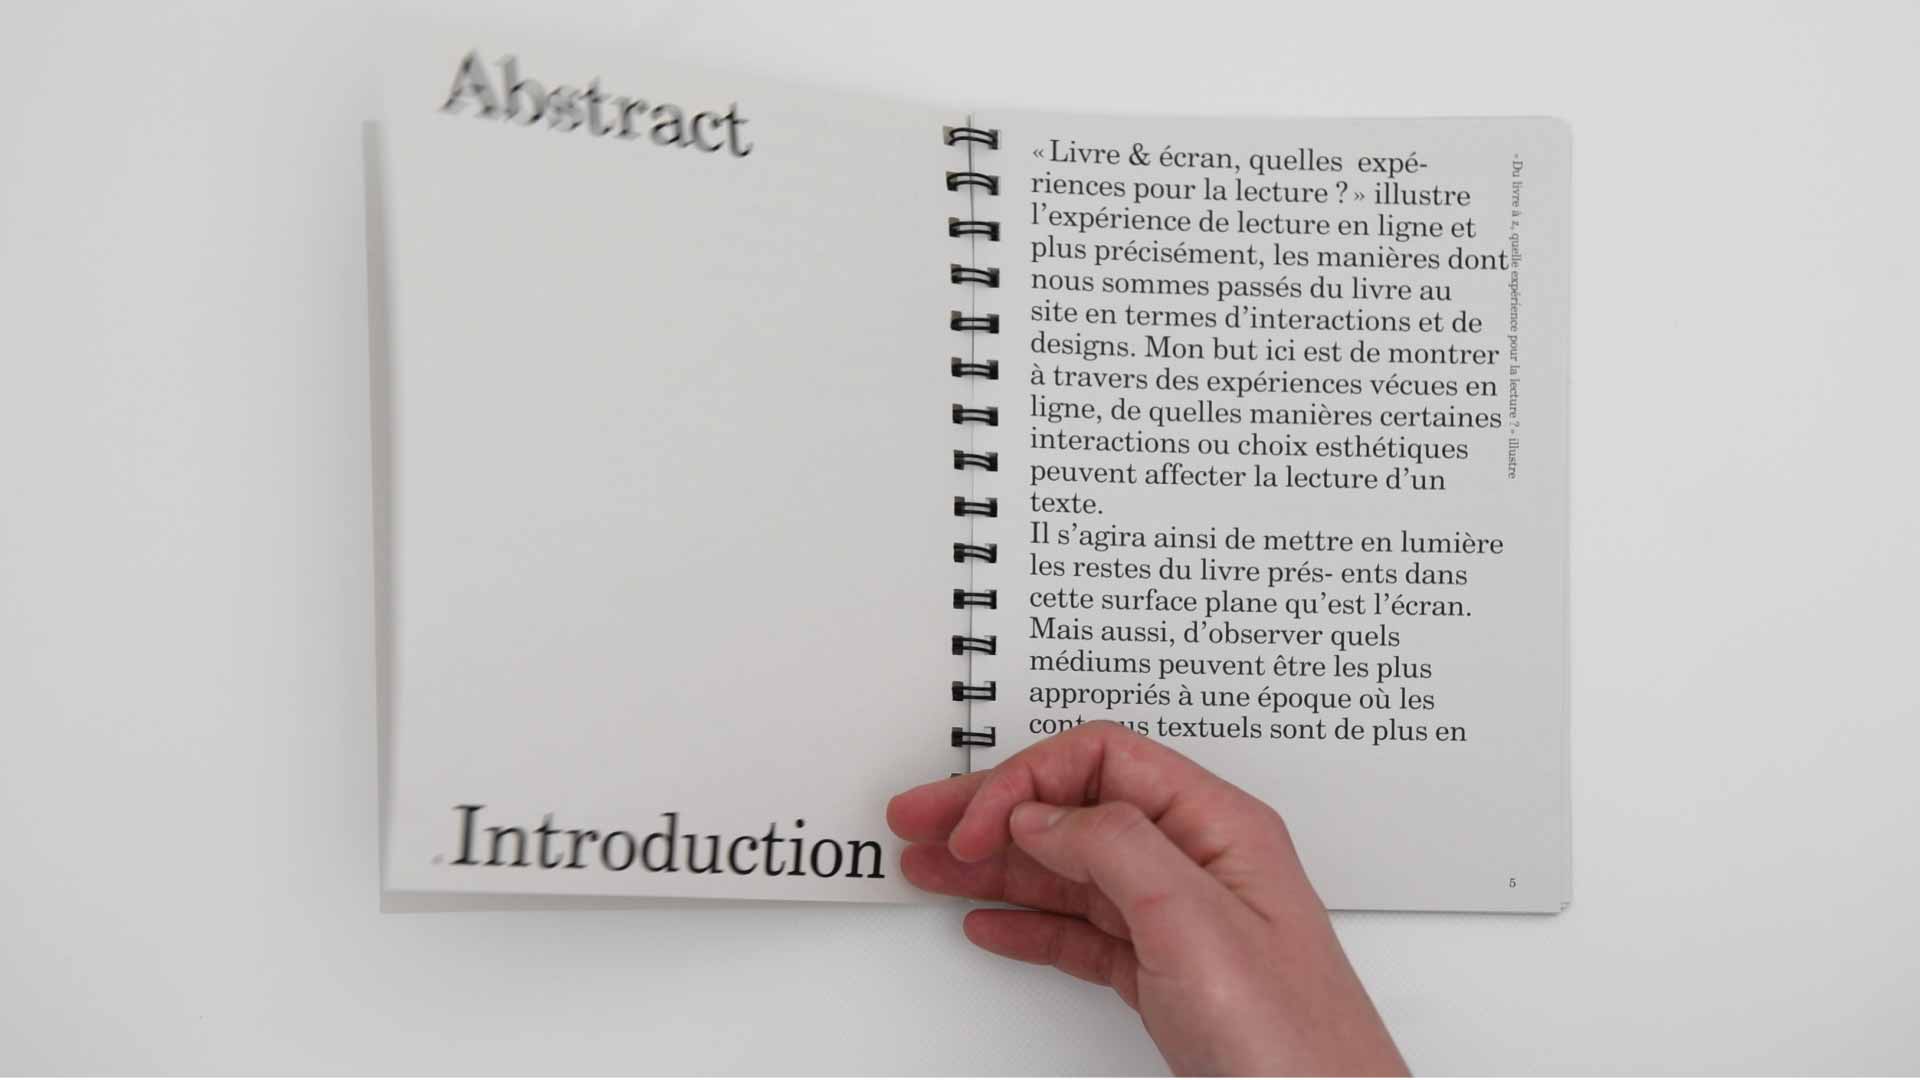 Abstract
Introduction
« Livre & écran, quelles expé-
riences pour la lecture ? » illustre
l’expérience de lecture en ligne et
plus précisément, les manières dont
nous sommes passés du livre au
site en termes d’interactions et de
designs. Mon but ici est de montrer
à travers des expériences vécues en
ligne, de quelles manières certaines
interactions ou choix esthétiques
peuvent affecter la lecture d’un
texte.
Il s’agira ainsi de mettre en lumière
les restes du livre prés- ents dans
cette surface plane qu’est l’écran.
Mais aussi, d’observer quels
médiums peuvent être les plus
appropriés à une époque où les
textuels sont de plus en
« Du livre à z, quelle expérience pour la lecture ? » illustre
5